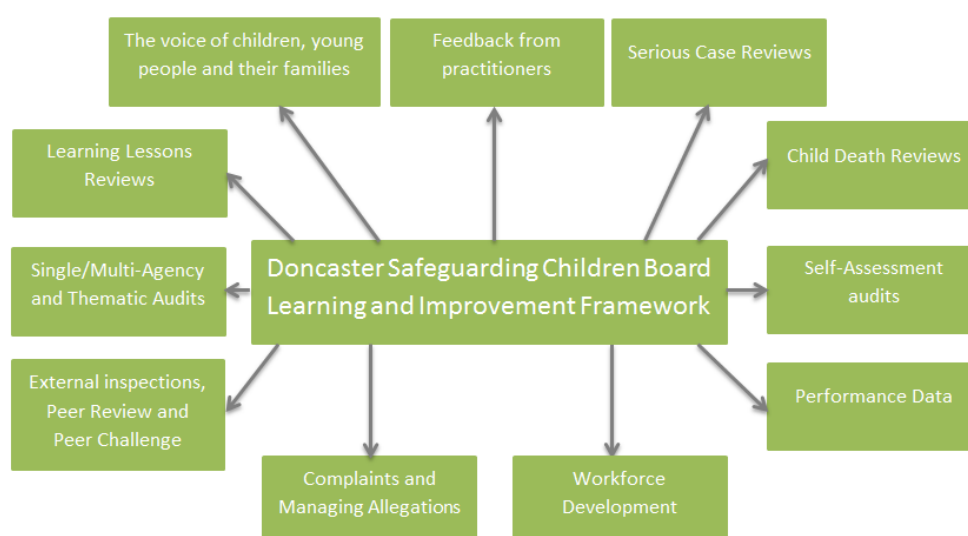 The voice of children, young
people and their families
Feedback from
practitioners
Serious Case Reviews
Learning Lessons
Reviews
Child Death Reviews
Doncaster Safeguarding Children Board
Learning and Improvement Framework
Single/Multi-Agency
and Thematic Audits
Self-Assessment
audits
External inspections,
Peer Review and
Peer Challenge
Performance Data
Complaints and
Managing Allegations
Workforce
Development